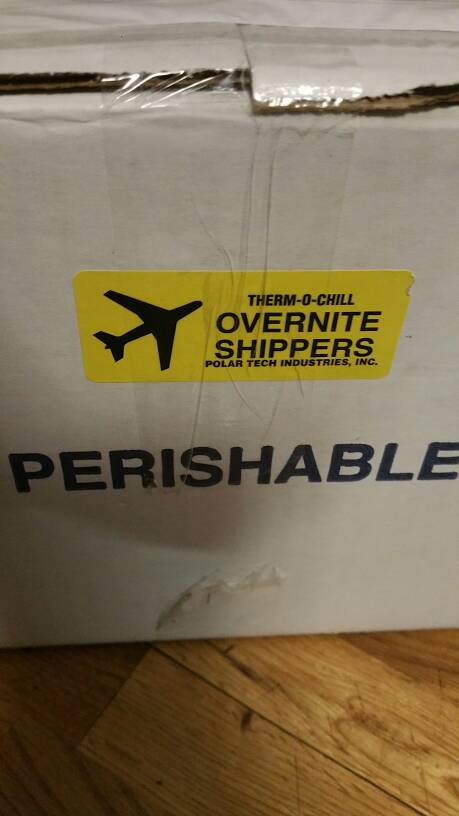 THERM-O-CHILL
OVERNITE
SHIPPERS
POLAR TECH INDUSTRIES, INC.
PERISHABLE